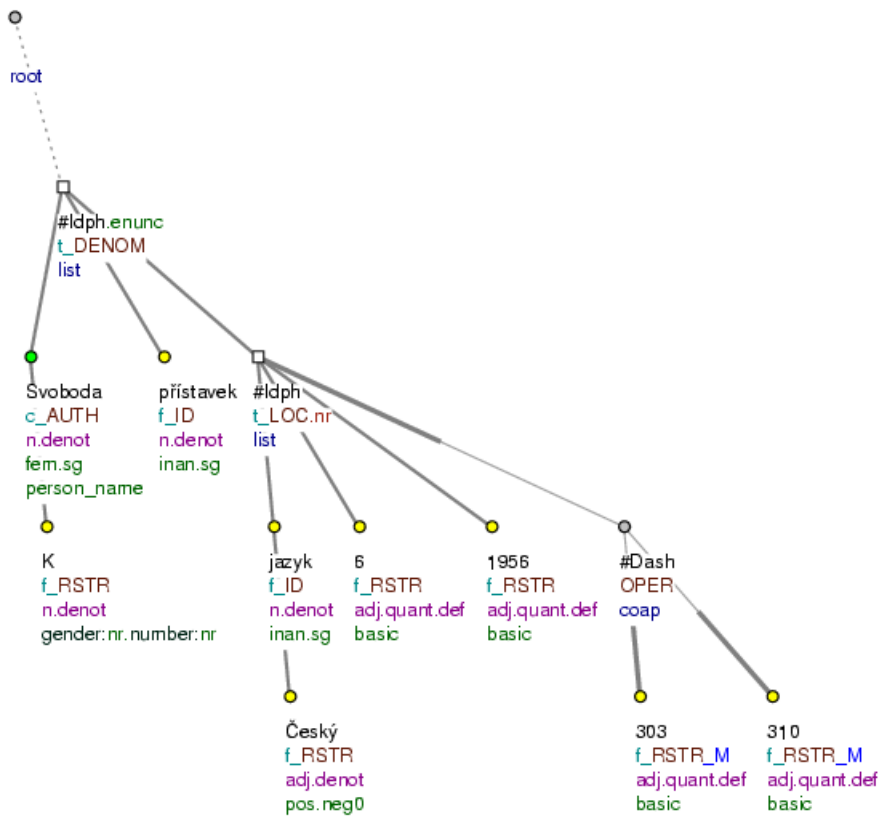 root
#Idph.enunc
t_DENOM
list
Svoboda
c_AUTH
n.denot
fem.sg
person_name
přístavek
f_ID
n.denot
inan.sg
#Idph
t_LOC.nr
list
K
f_RSTR
n.denot
gender:nr.number:nr
jazyk
f_ID
n.denot
inan.sg
6
f_RSTR
adj.quant.def
basic
1956
f_RSTR
adj.quant.def
basic
#Dash
OPER
coap
Český
f_RSTR
adj.denot
pos.neg0
303
f_RSTR_M
adj.quant.def
basic
310
f_RSTR_M
adj.quant.def
basic